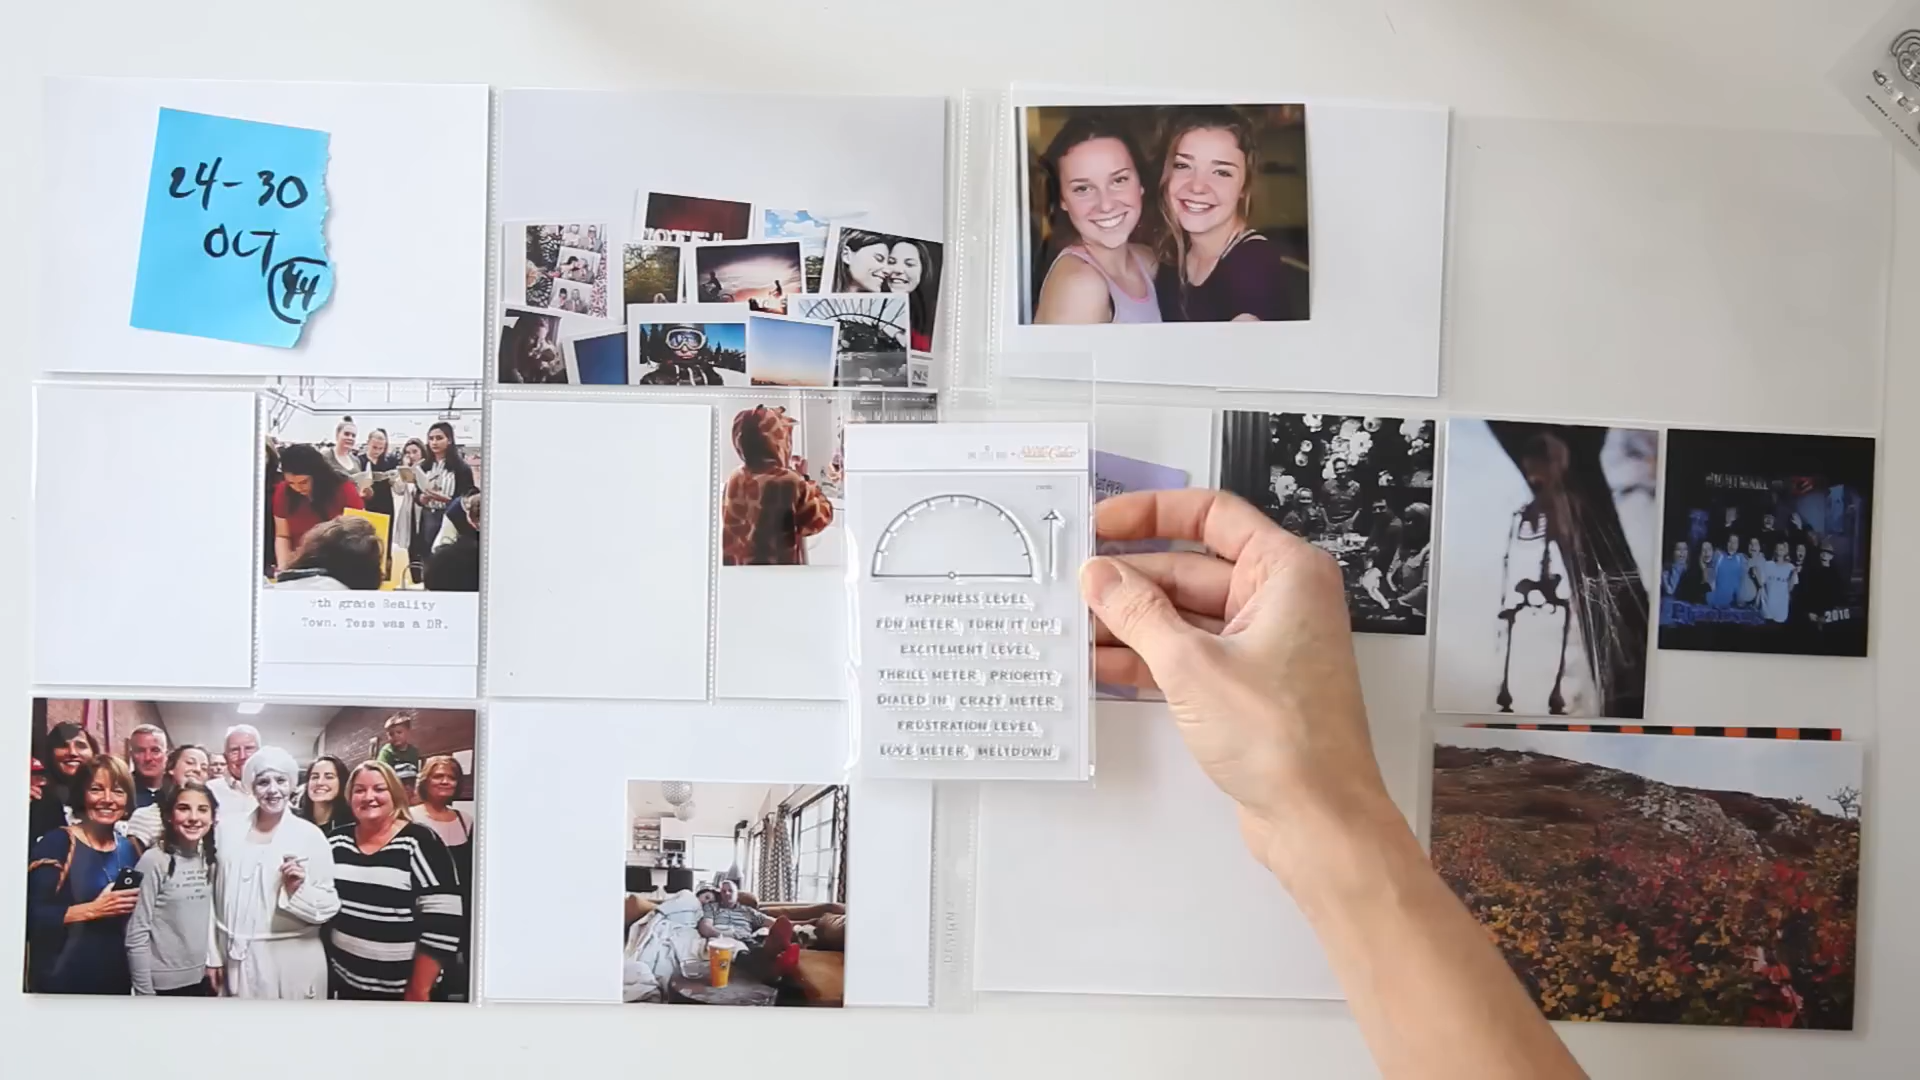 24-30
OCT
44
9th grade Reality
Town. Tess was a DR.
HAPPINESS LEVEL
FUN METER TURN IT UP!
EXCITEMENT LEVEL
THRILL METER PRIORITY
DIALED IN CRAZY METER
FRUSTRATION LEVEL
LOVE METER MELTDOWN
NIGHTMARE
2016